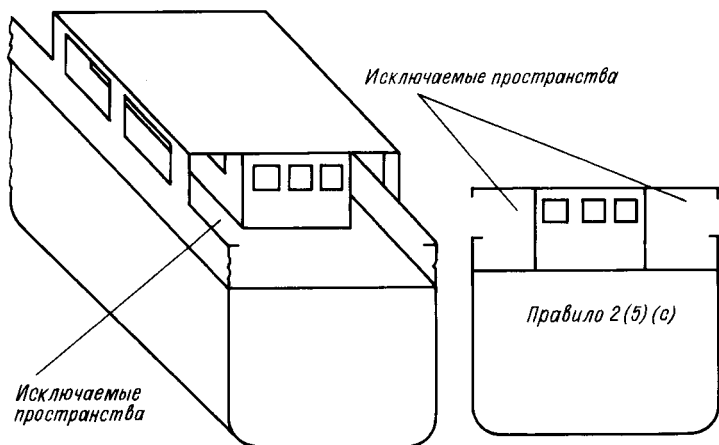 Исключаемые пространства
Правило 2(5)(c)
Исключаемые
пространства